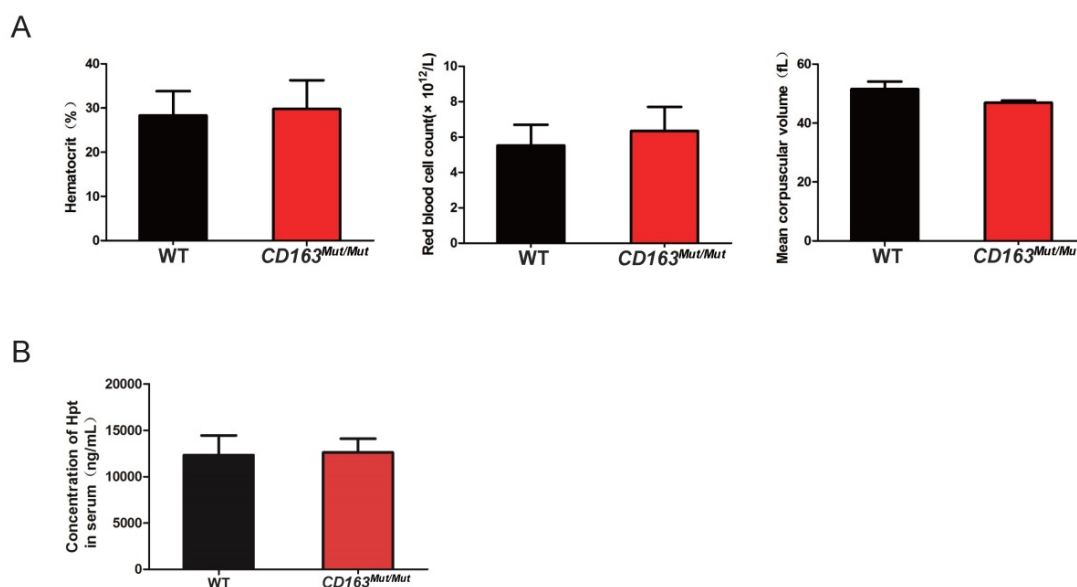 A
Hematocrit（%）
40
30
20
10
0
WT
CD163Mut/Mut
Red blood cell count(× 10¹²/L)
10
8
6
4
2
0
WT
CD163Mut/Mut
Mean corpuscular volume（fL）
60
40
20
0
WT
CD163Mut/Mut
B
Concentration of Hpt
in serum（ng/mL）
20000
15000
10000
5000
0
WT
CD163Mut/Mut